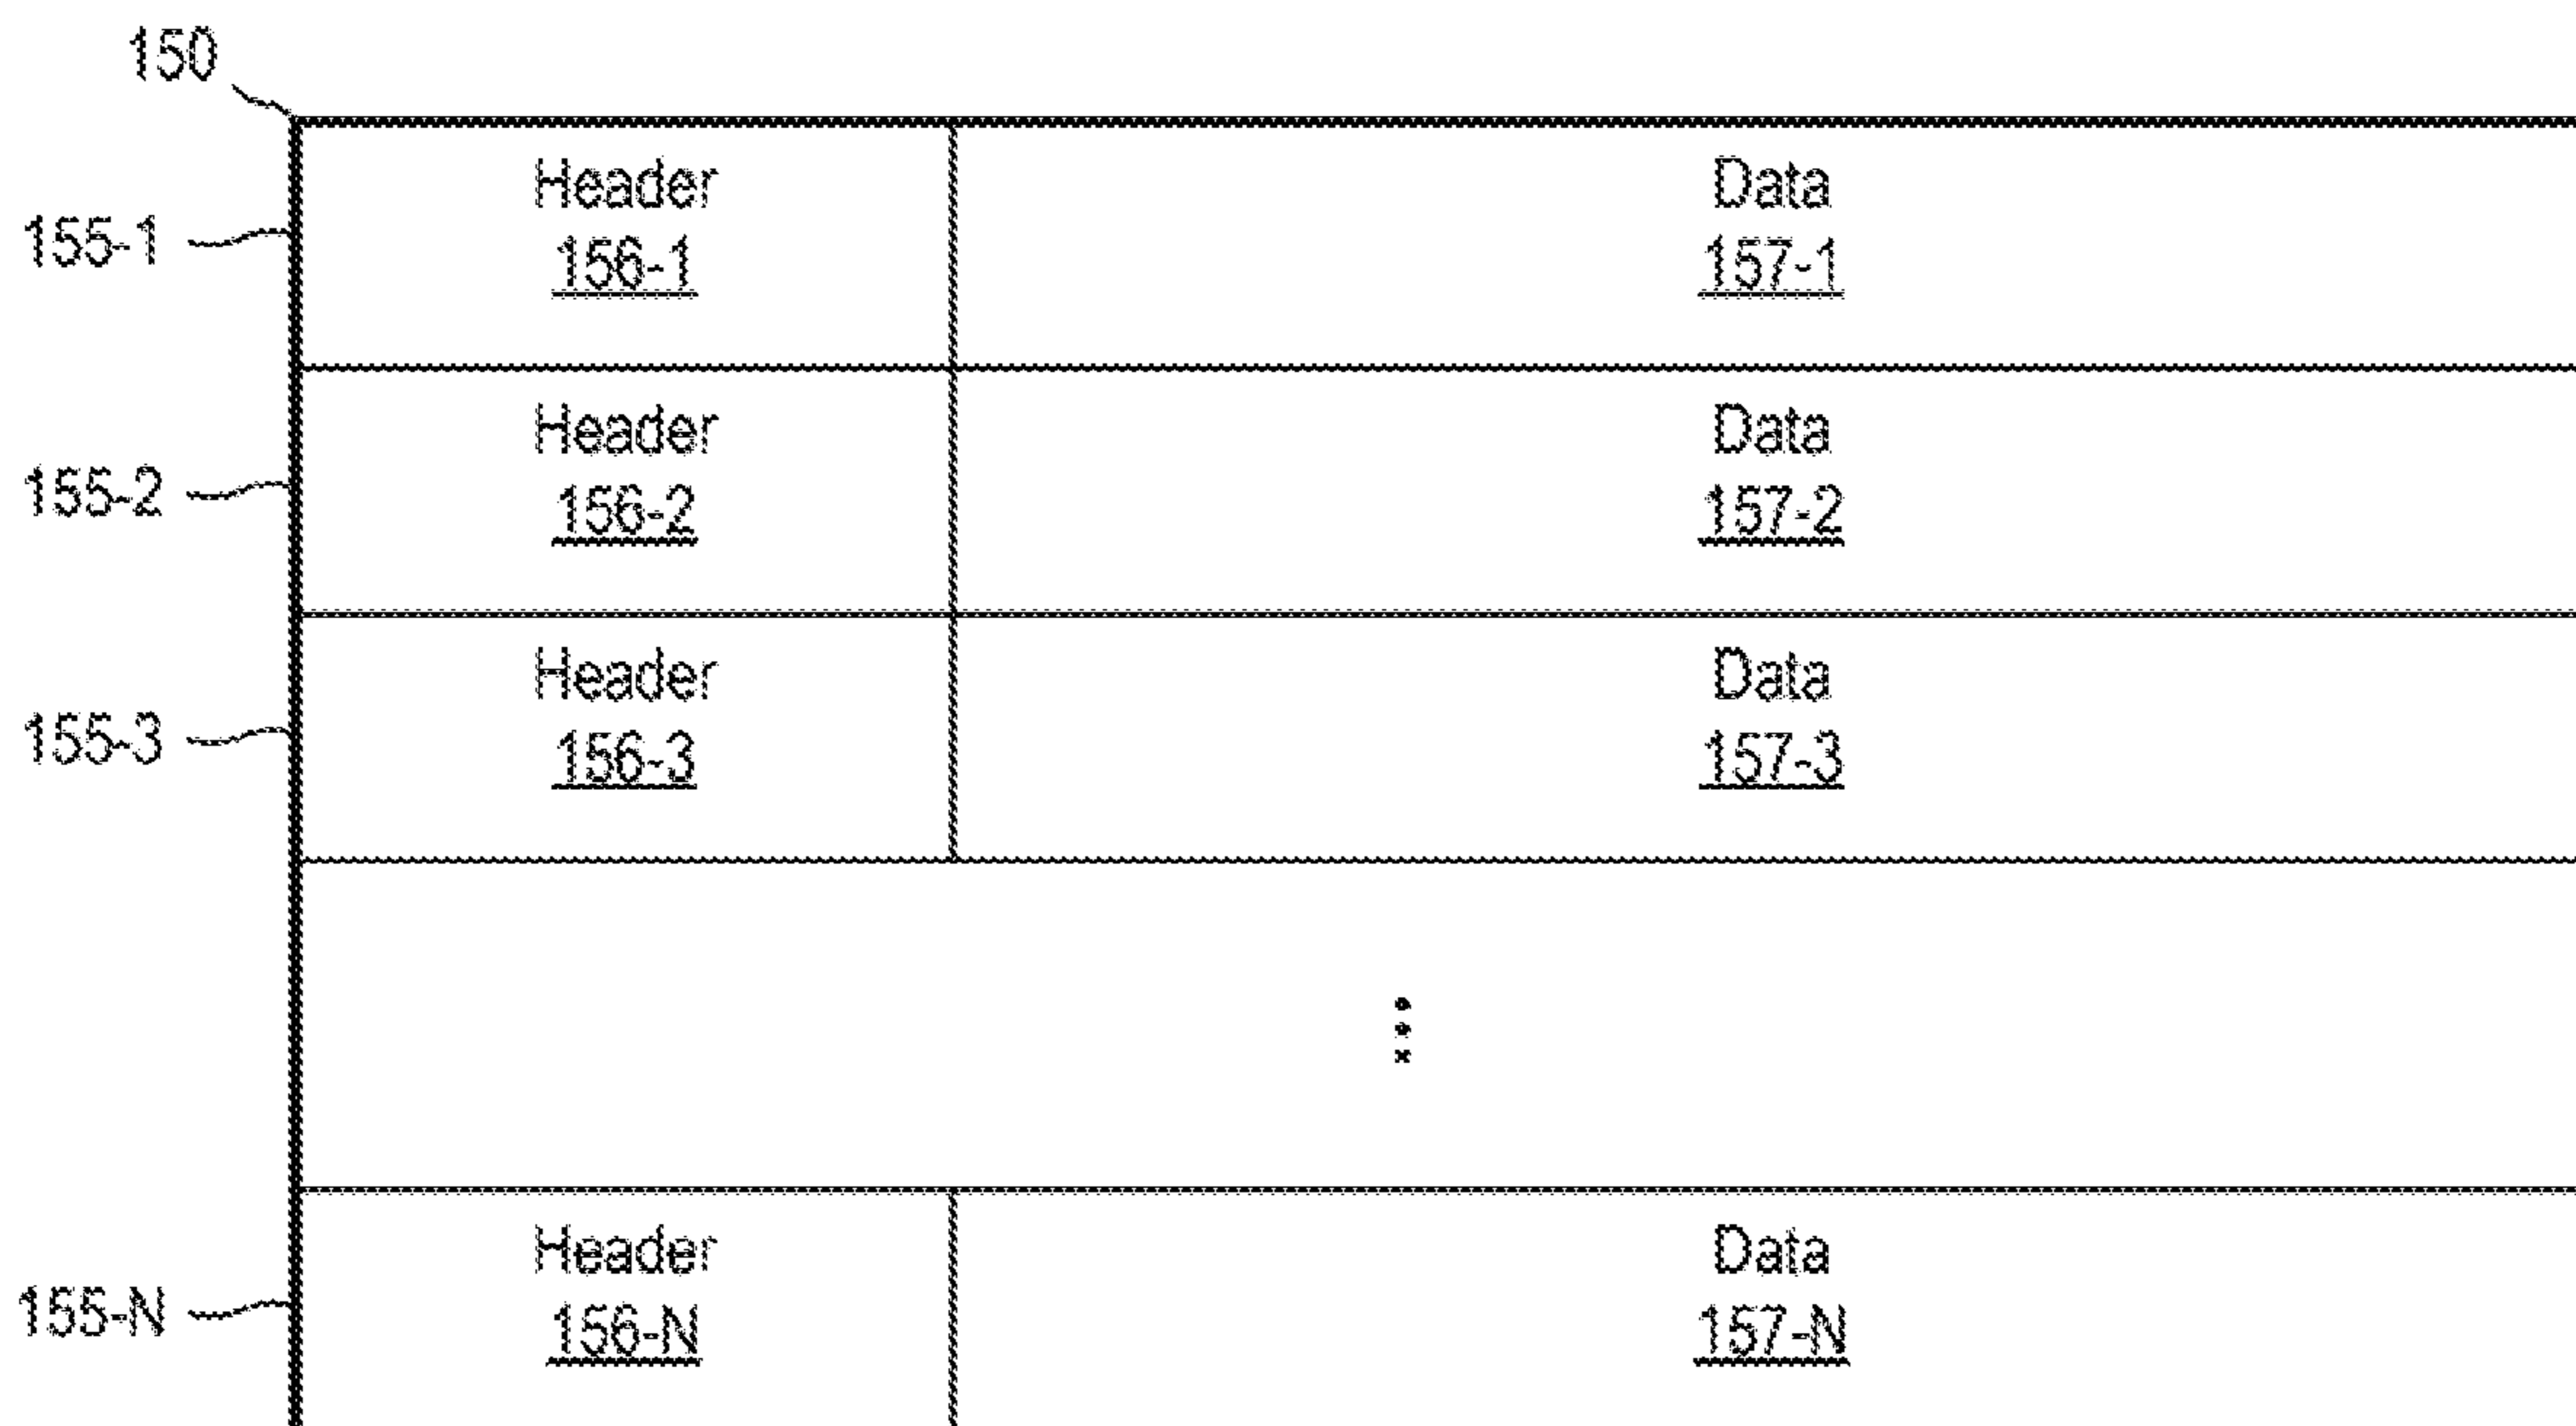 150
Header Data
155-1 156-1 157-1
Header Data
155-2 156-2 157-2
Header Data
155-3 156-3 157-3
Header Data
155-N 156-N 157-N